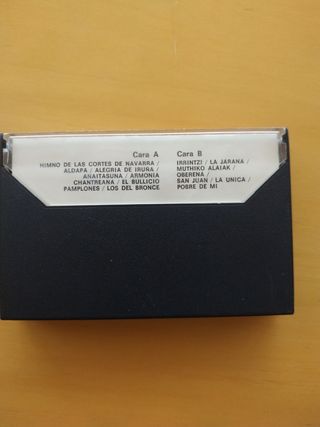 Cara A
HIMNO DE LAS CORTES DE NAVARRA /
ALDAPA / ALEGRIA DE IRUÑA /
ANAITASUNA / ARMONIA
CHANTREANA / EL BULLICIO
PAMPLONES / LOS DEL BRONCE
Cara B
IRRINTZI / LA JARANA /
MUTHIKO ALAIAK /
OBERENA /
SAN JUAN / LA UNICA /
POBRE DE MI